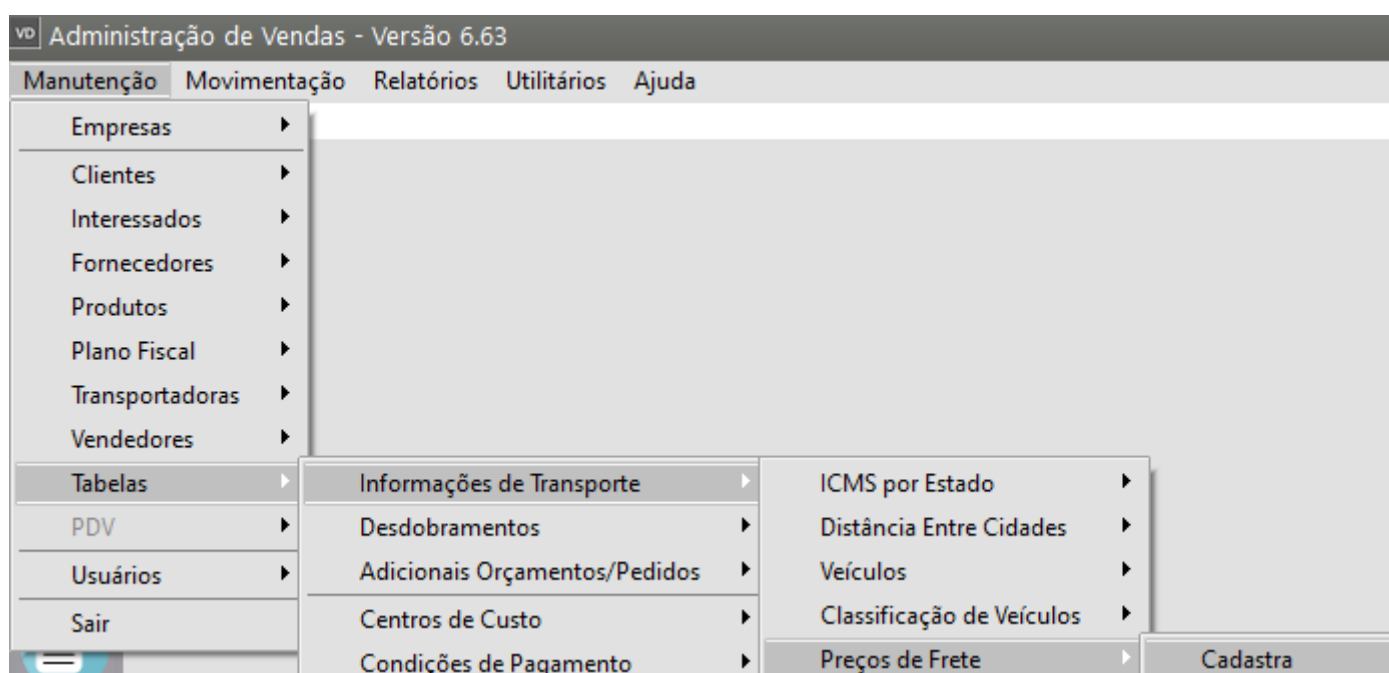 VD Administração de Vendas - Versão 6.63
Manutenção Movimentação Relatórios Utilitários Ajuda
Empresas
Clientes
Interessados
Fornecedores
Produtos
Plano Fiscal
Transportadoras
Vendedores
Tabelas
PDV
Usuários
Sair
Informações de Transporte
Desdobramentos
Adicionais Orçamentos/Pedidos
Centros de Custo
Condições de Pagamento
ICMS por Estado
Distância Entre Cidades
Veículos
Classificação de Veículos
Preços de Frete
Cadastra